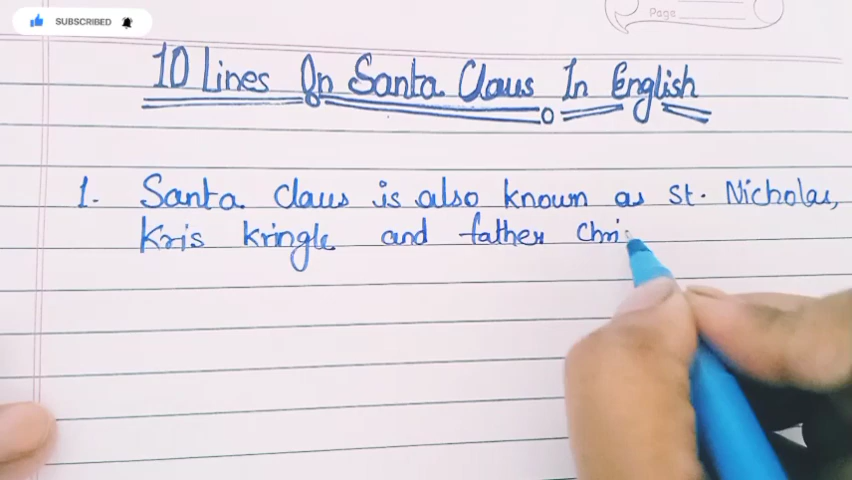 SUBSCRIBED
Page
10 Lines On Santa Claus In English
1. Santa Claus is also known as St. Nicholas,
Kris kringle and father Chri